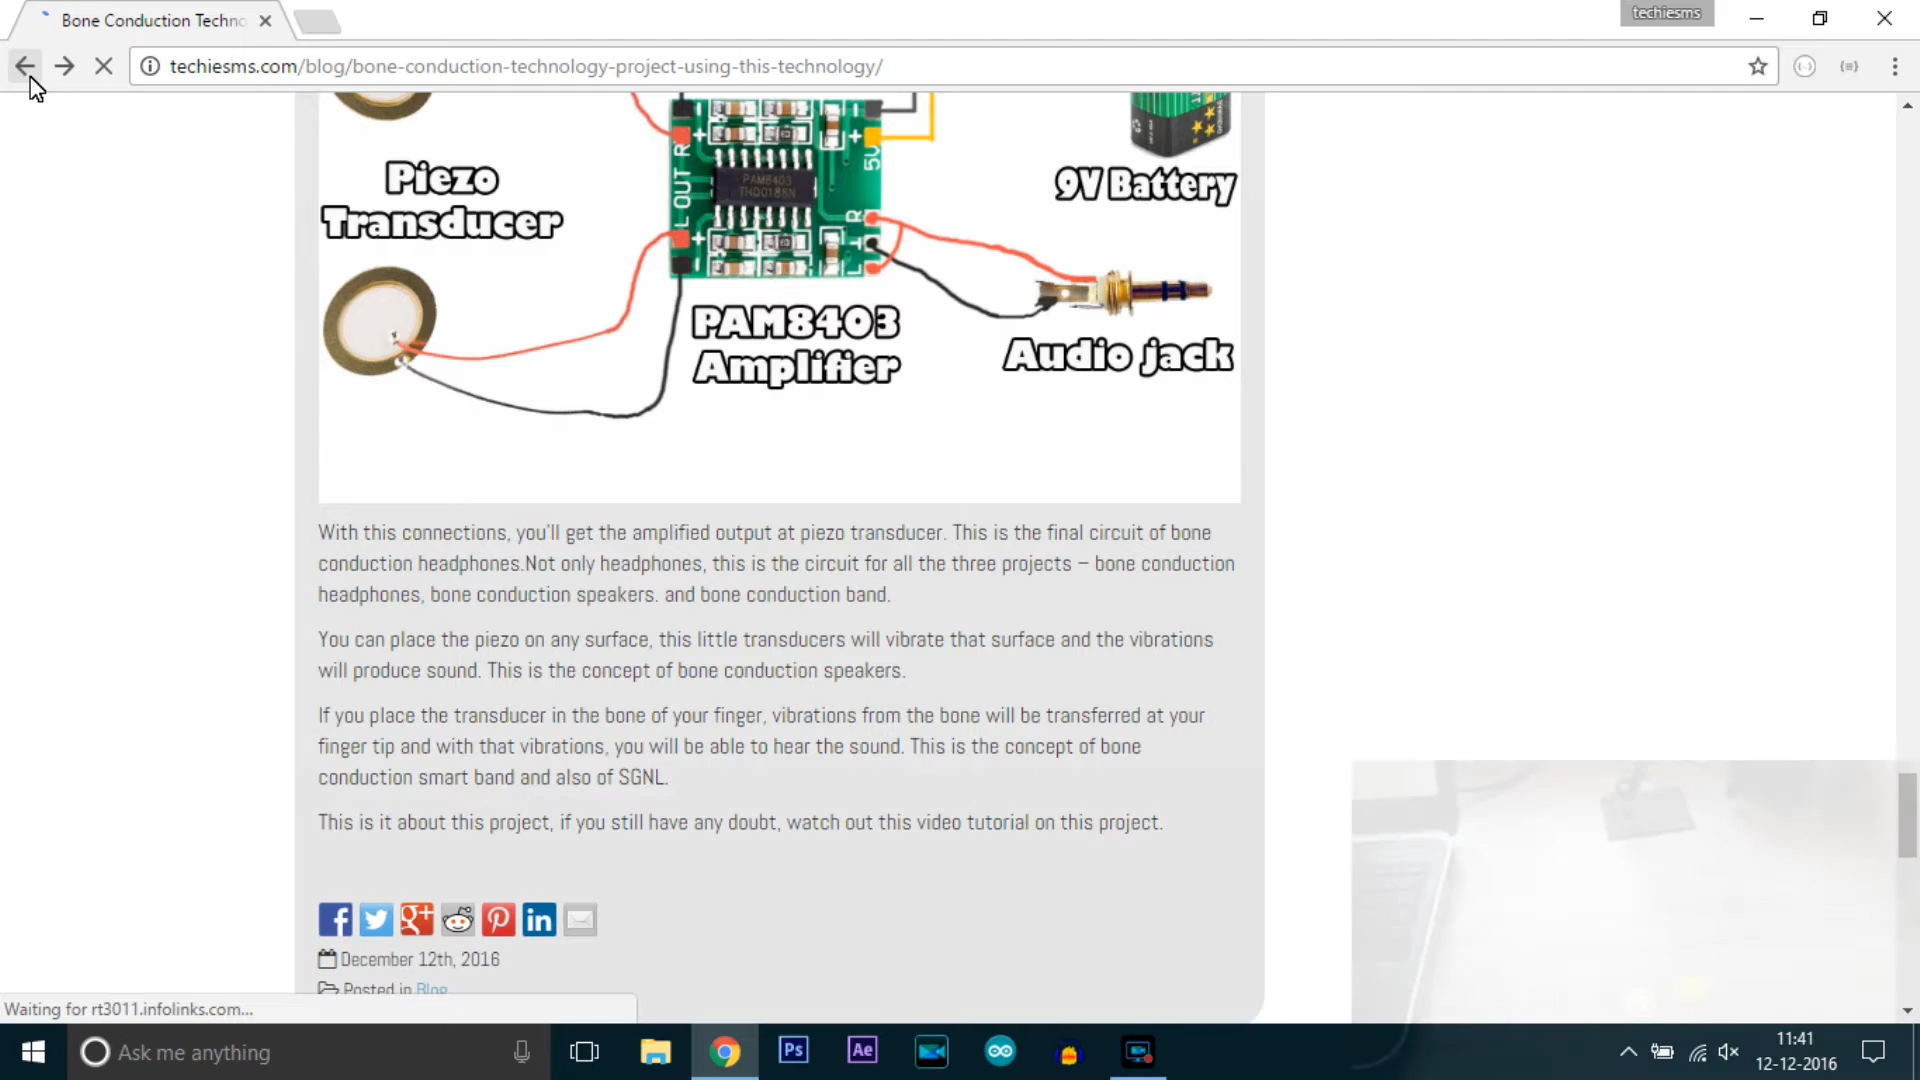 Bone Conduction Techno
techiesms
techiesms.com/blog/bone-conduction-technology-project-using-this-technology/
Piezo
Transducer
L OUT R
+
-
+
PAM8403
+
5V
R
L
PAM8403
Amplifier
9V Battery
Audio jack
With this connections, you'll get the amplified output at piezo transducer. This is the final circuit of bone
conduction headphones.Not only headphones, this is the circuit for all the three projects – bone conduction
headphones, bone conduction speakers. and bone conduction band.
You can place the piezo on any surface, this little transducers will vibrate that surface and the vibrations
will produce sound. This is the concept of bone conduction speakers.
If you place the transducer in the bone of your finger, vibrations from the bone will be transferred at your
finger tip and with that vibrations, you will be able to hear the sound. This is the concept of bone
conduction smart band and also of SGNL.
This is it about this project, if you still have any doubt, watch out this video tutorial on this project.
December 12th, 2016
Posted in Blog
Waiting for rt3011.infolinks.com...
Ask me anything
Ps
Ae
11:41
12-12-2016